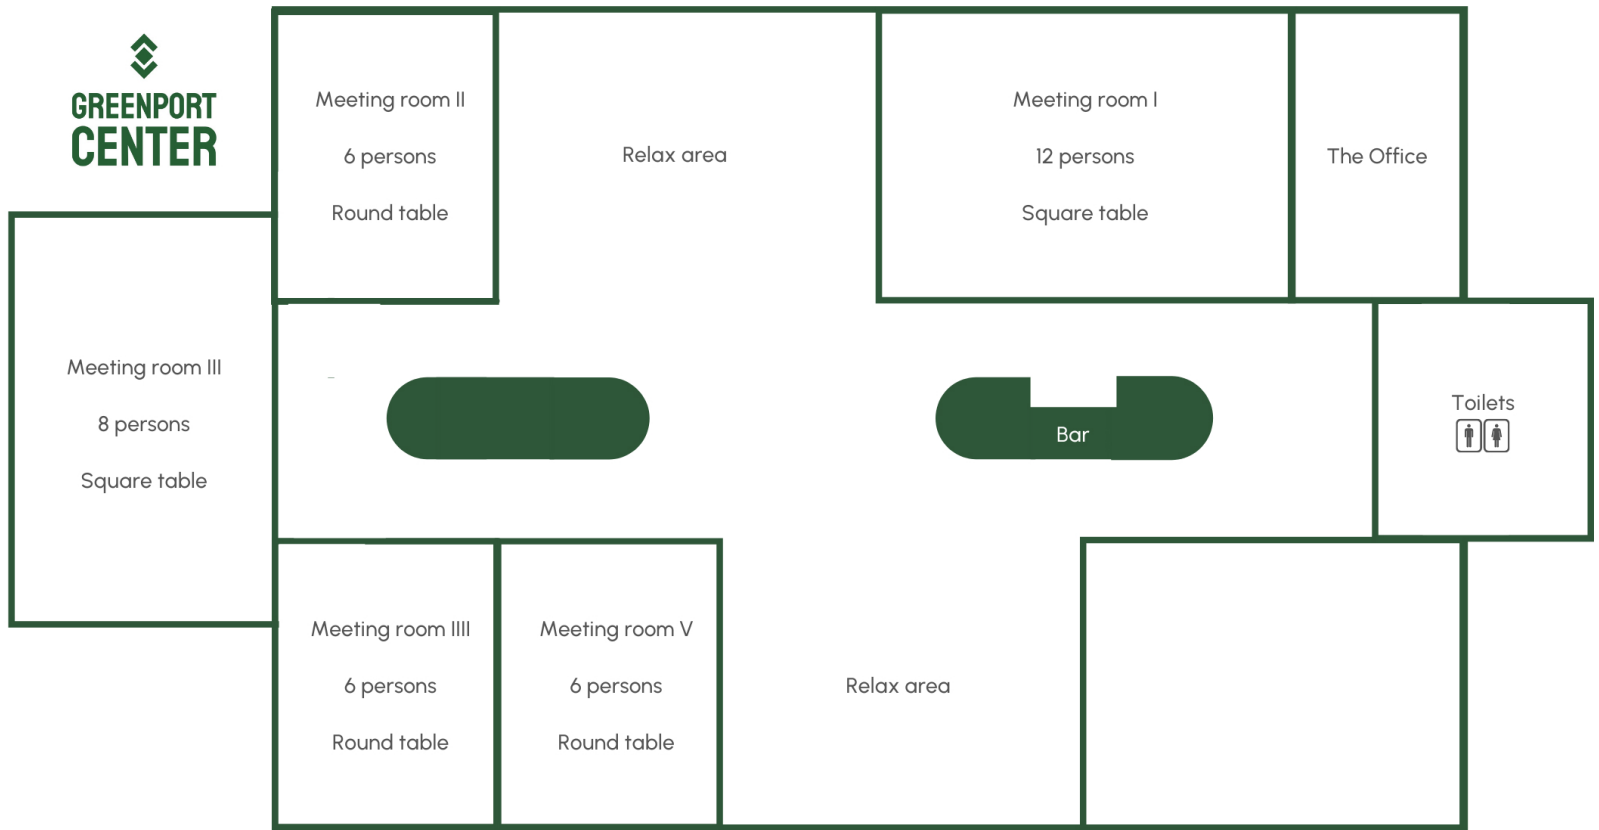 GREENPORT
CENTER
Meeting room II
6 persons
Round table
Relax area
Meeting room I
12 persons
Square table
The Office
Meeting room III
8 persons
Square table
Bar
Toilets
Meeting room IIII
6 persons
Round table
Meeting room V
6 persons
Round table
Relax area